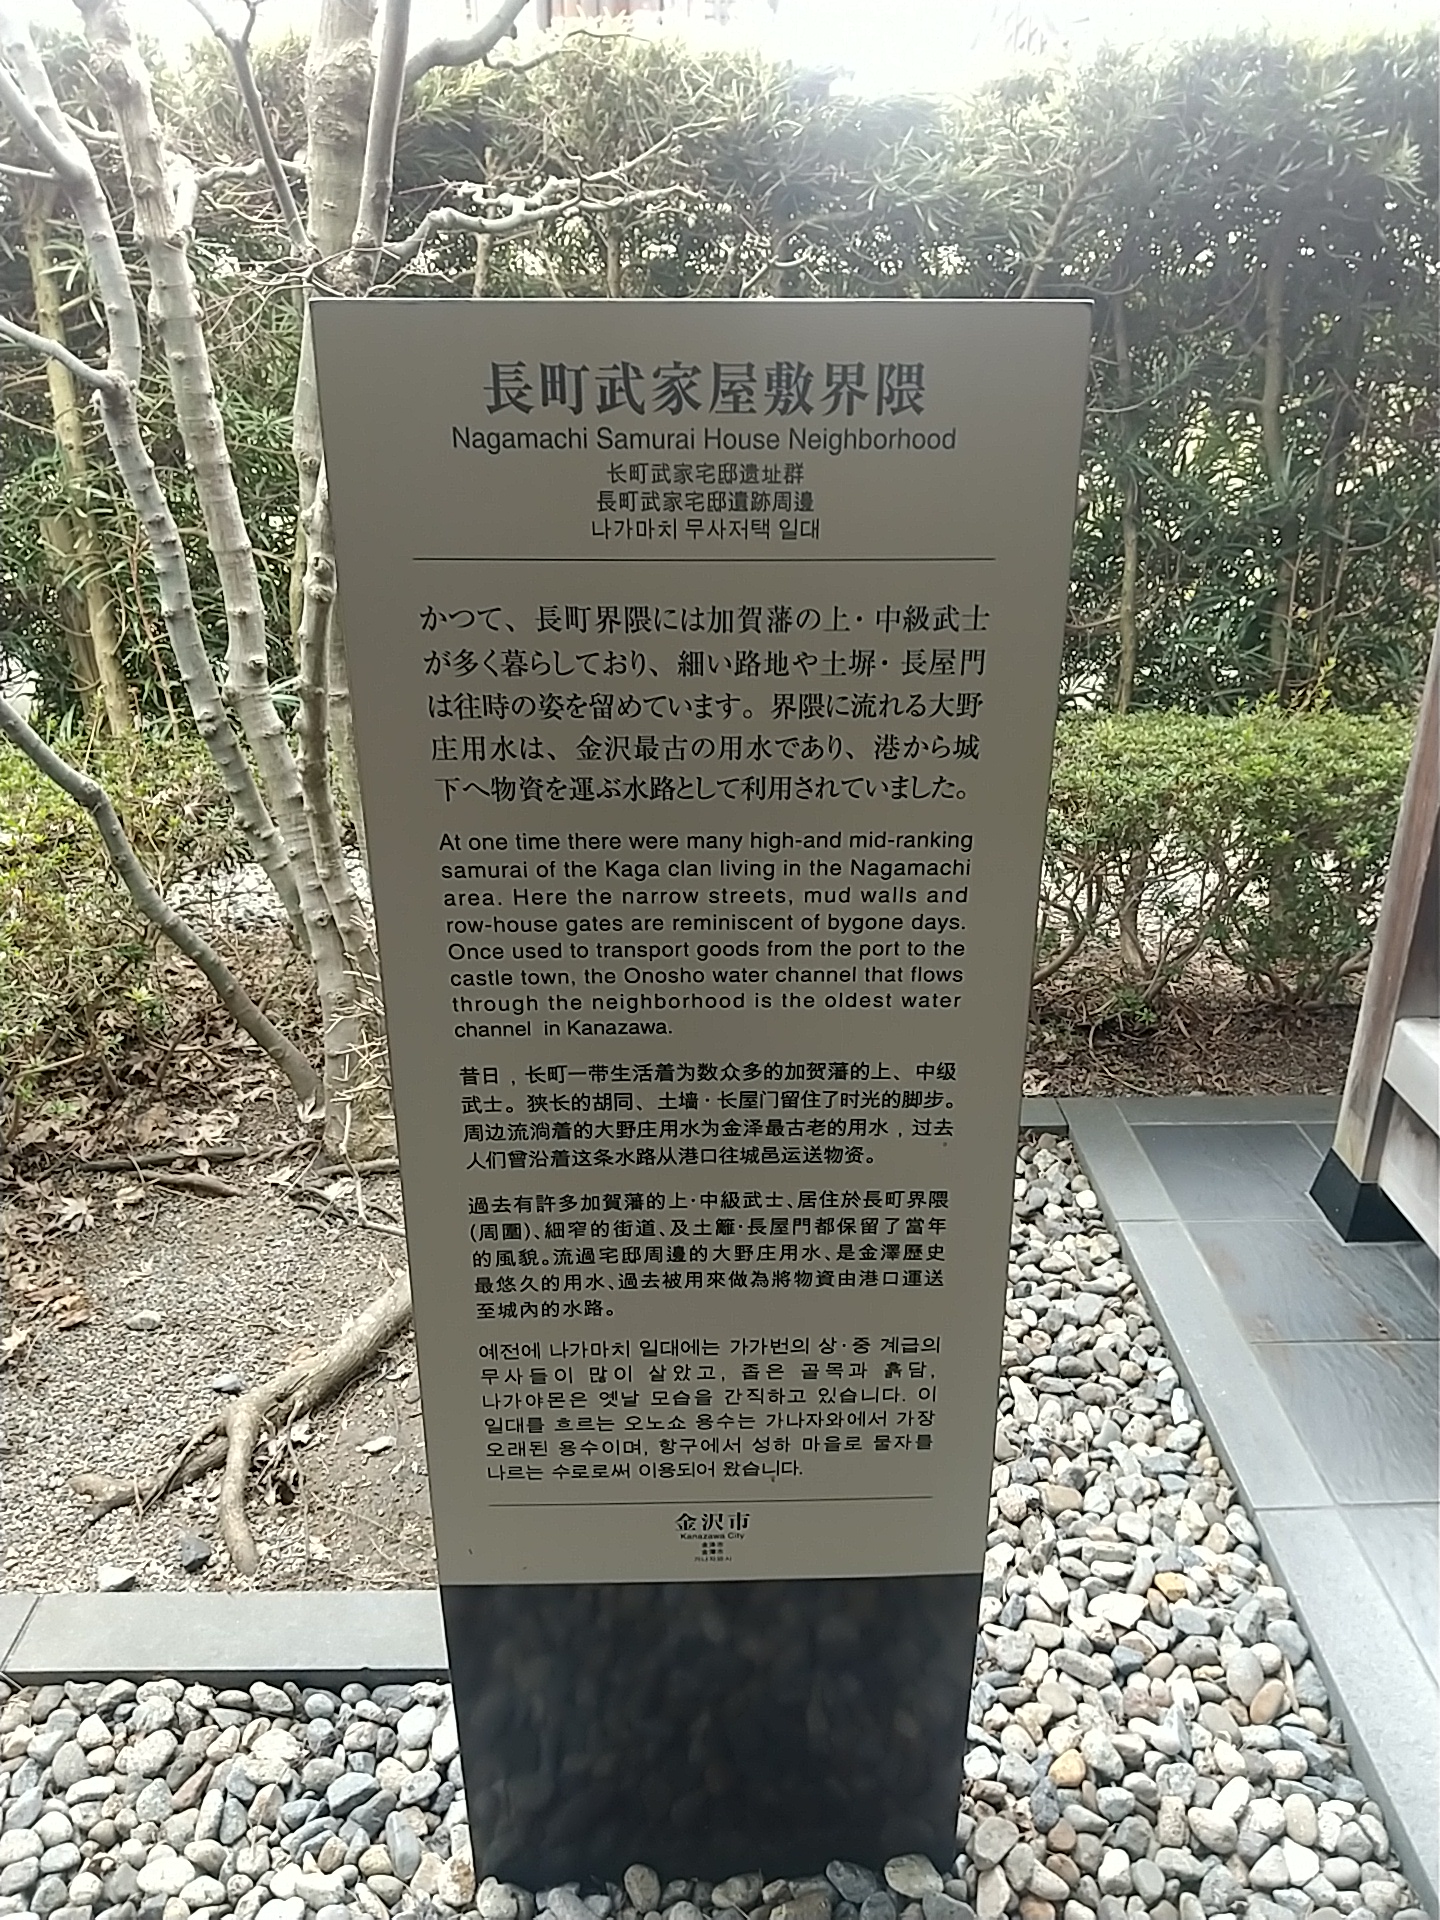 長町武家屋敷界隈
Nagamachi Samurai House Neighborhood
长町武家宅邸遗址群
長町武家宅邸遺跡周邊
나가마치 무사저택 일대
かつて、長町界隈には加賀藩の上・中級武士
が多く暮らしており、細い路地や土塀・長屋門
は往時の姿を留めています。界隈に流れる大野
庄用水は、金沢最古の用水であり、港から城
下へ物資を運ぶ水路として利用されていました。
At one time there were many high-and mid-ranking
samurai of the Kaga clan living in the Nagamachi
area. Here the narrow streets, mud walls and
row-house gates are reminiscent of bygone days.
Once used to transport goods from the port to the
castle town, the Onosho water channel that flows
through the neighborhood is the oldest water
channel in Kanazawa.
昔日，长町一带生活着为数众多的加贺藩的上、中级
武士。狭长的胡同、土墙·长屋门留住了时光的脚步。
周边流淌着的大野庄用水为金泽最古老的用水，过去
人们曾沿着这条水路从港口往城邑运送物资。
過去有許多加賀藩的上·中級武士、居住於長町界隈
(周圍)、細窄的街道、及土籬·長屋門都保留了當年
的風貌。流過宅邸周邊的大野庄用水、是金澤歷史
最悠久的用水、過去被用來做為將物資由港口運送
至城內的水路。
예전에 나가마치 일대에는 가가번의 상·중 계급의
무사들이 많이 살았고, 좁은 골목과 흙담,
나가야몬은 옛날 모습을 간직하고 있습니다. 이
일대를 흐르는 오노쇼 용수는 가나자와에서 가장
오래된 용수이며, 항구에서 성하 마을로 물자를
나르는 수로로써 이용되어 왔습니다.
金沢市
Kanazawa City
金泽市
金澤市
가나자와시